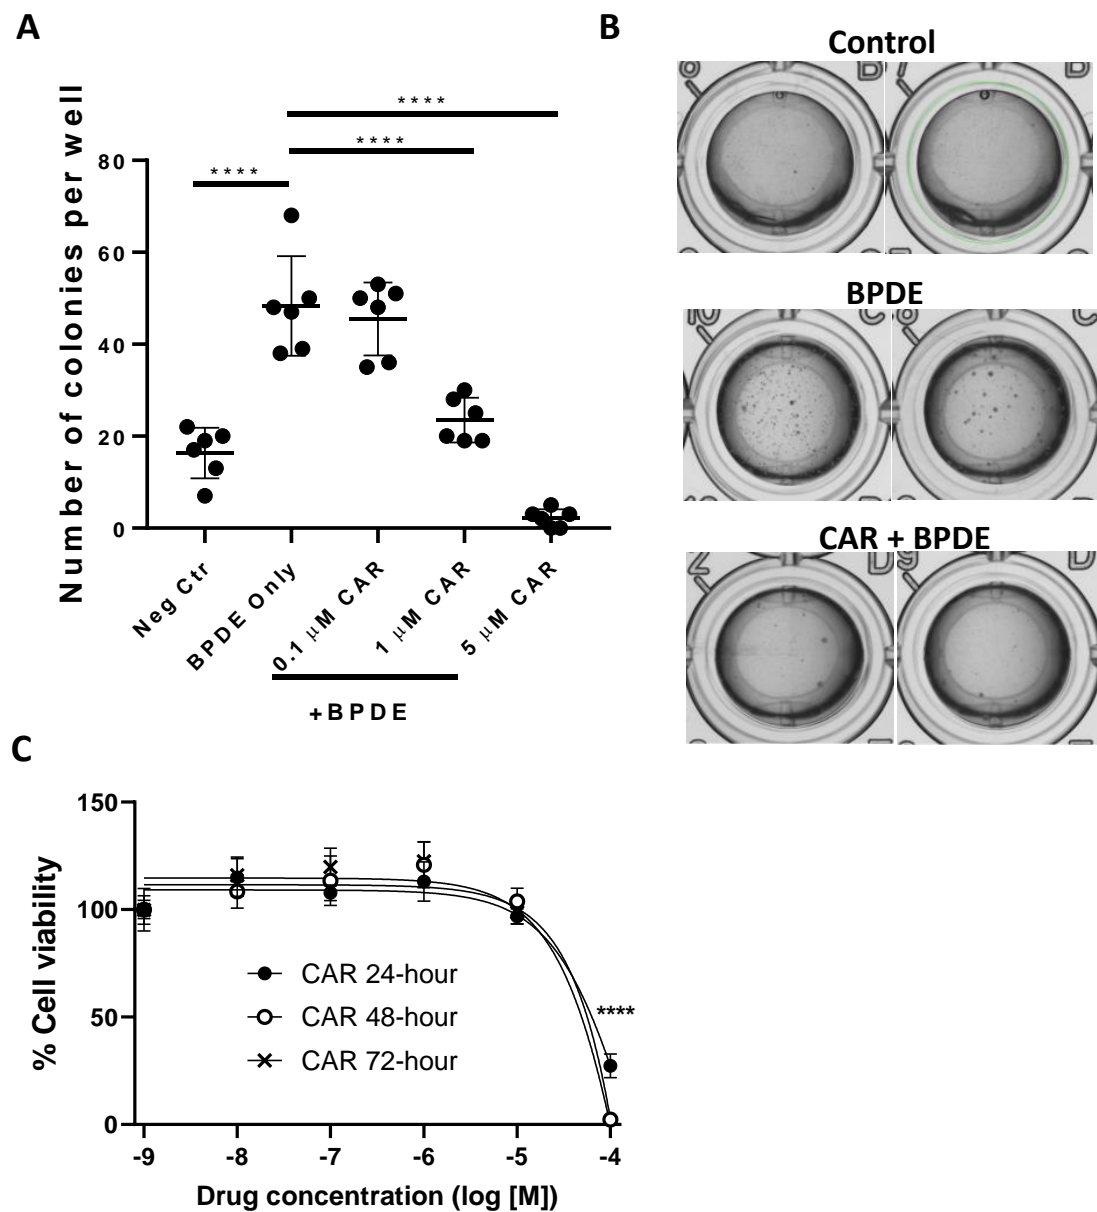 A
Number of colonies per well
80
60
40
20
0
****
****
****
Neg Ctr
BPDE Only
0.1 μM CAR
1 μM CAR
5 μM CAR
+BPDE
B
Control
BPDE
CAR + BPDE
C
% Cell viability
150
100
50
0
CAR 24-hour
CAR 48-hour
CAR 72-hour
****
-9 -8 -7 -6 -5 -4
Drug concentration (log [M])